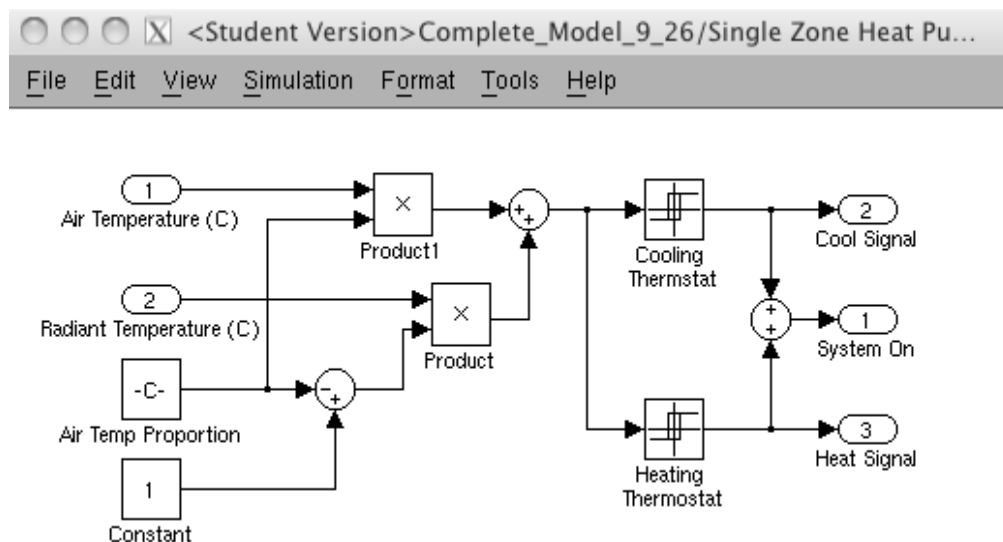 <Student Version>Complete_Model_9_26/Single Zone Heat Pu...
File Edit View Simulation Format Tools Help
1
Air Temperature (C)
×
Product1
+
+
Cooling
Thermstat
2
Cool Signal
2
Radiant Temperature (C)
×
Product
+
+
1
System On
-C-
Air Temp Proportion
-
+
Heating
Thermostat
3
Heat Signal
1
Constant